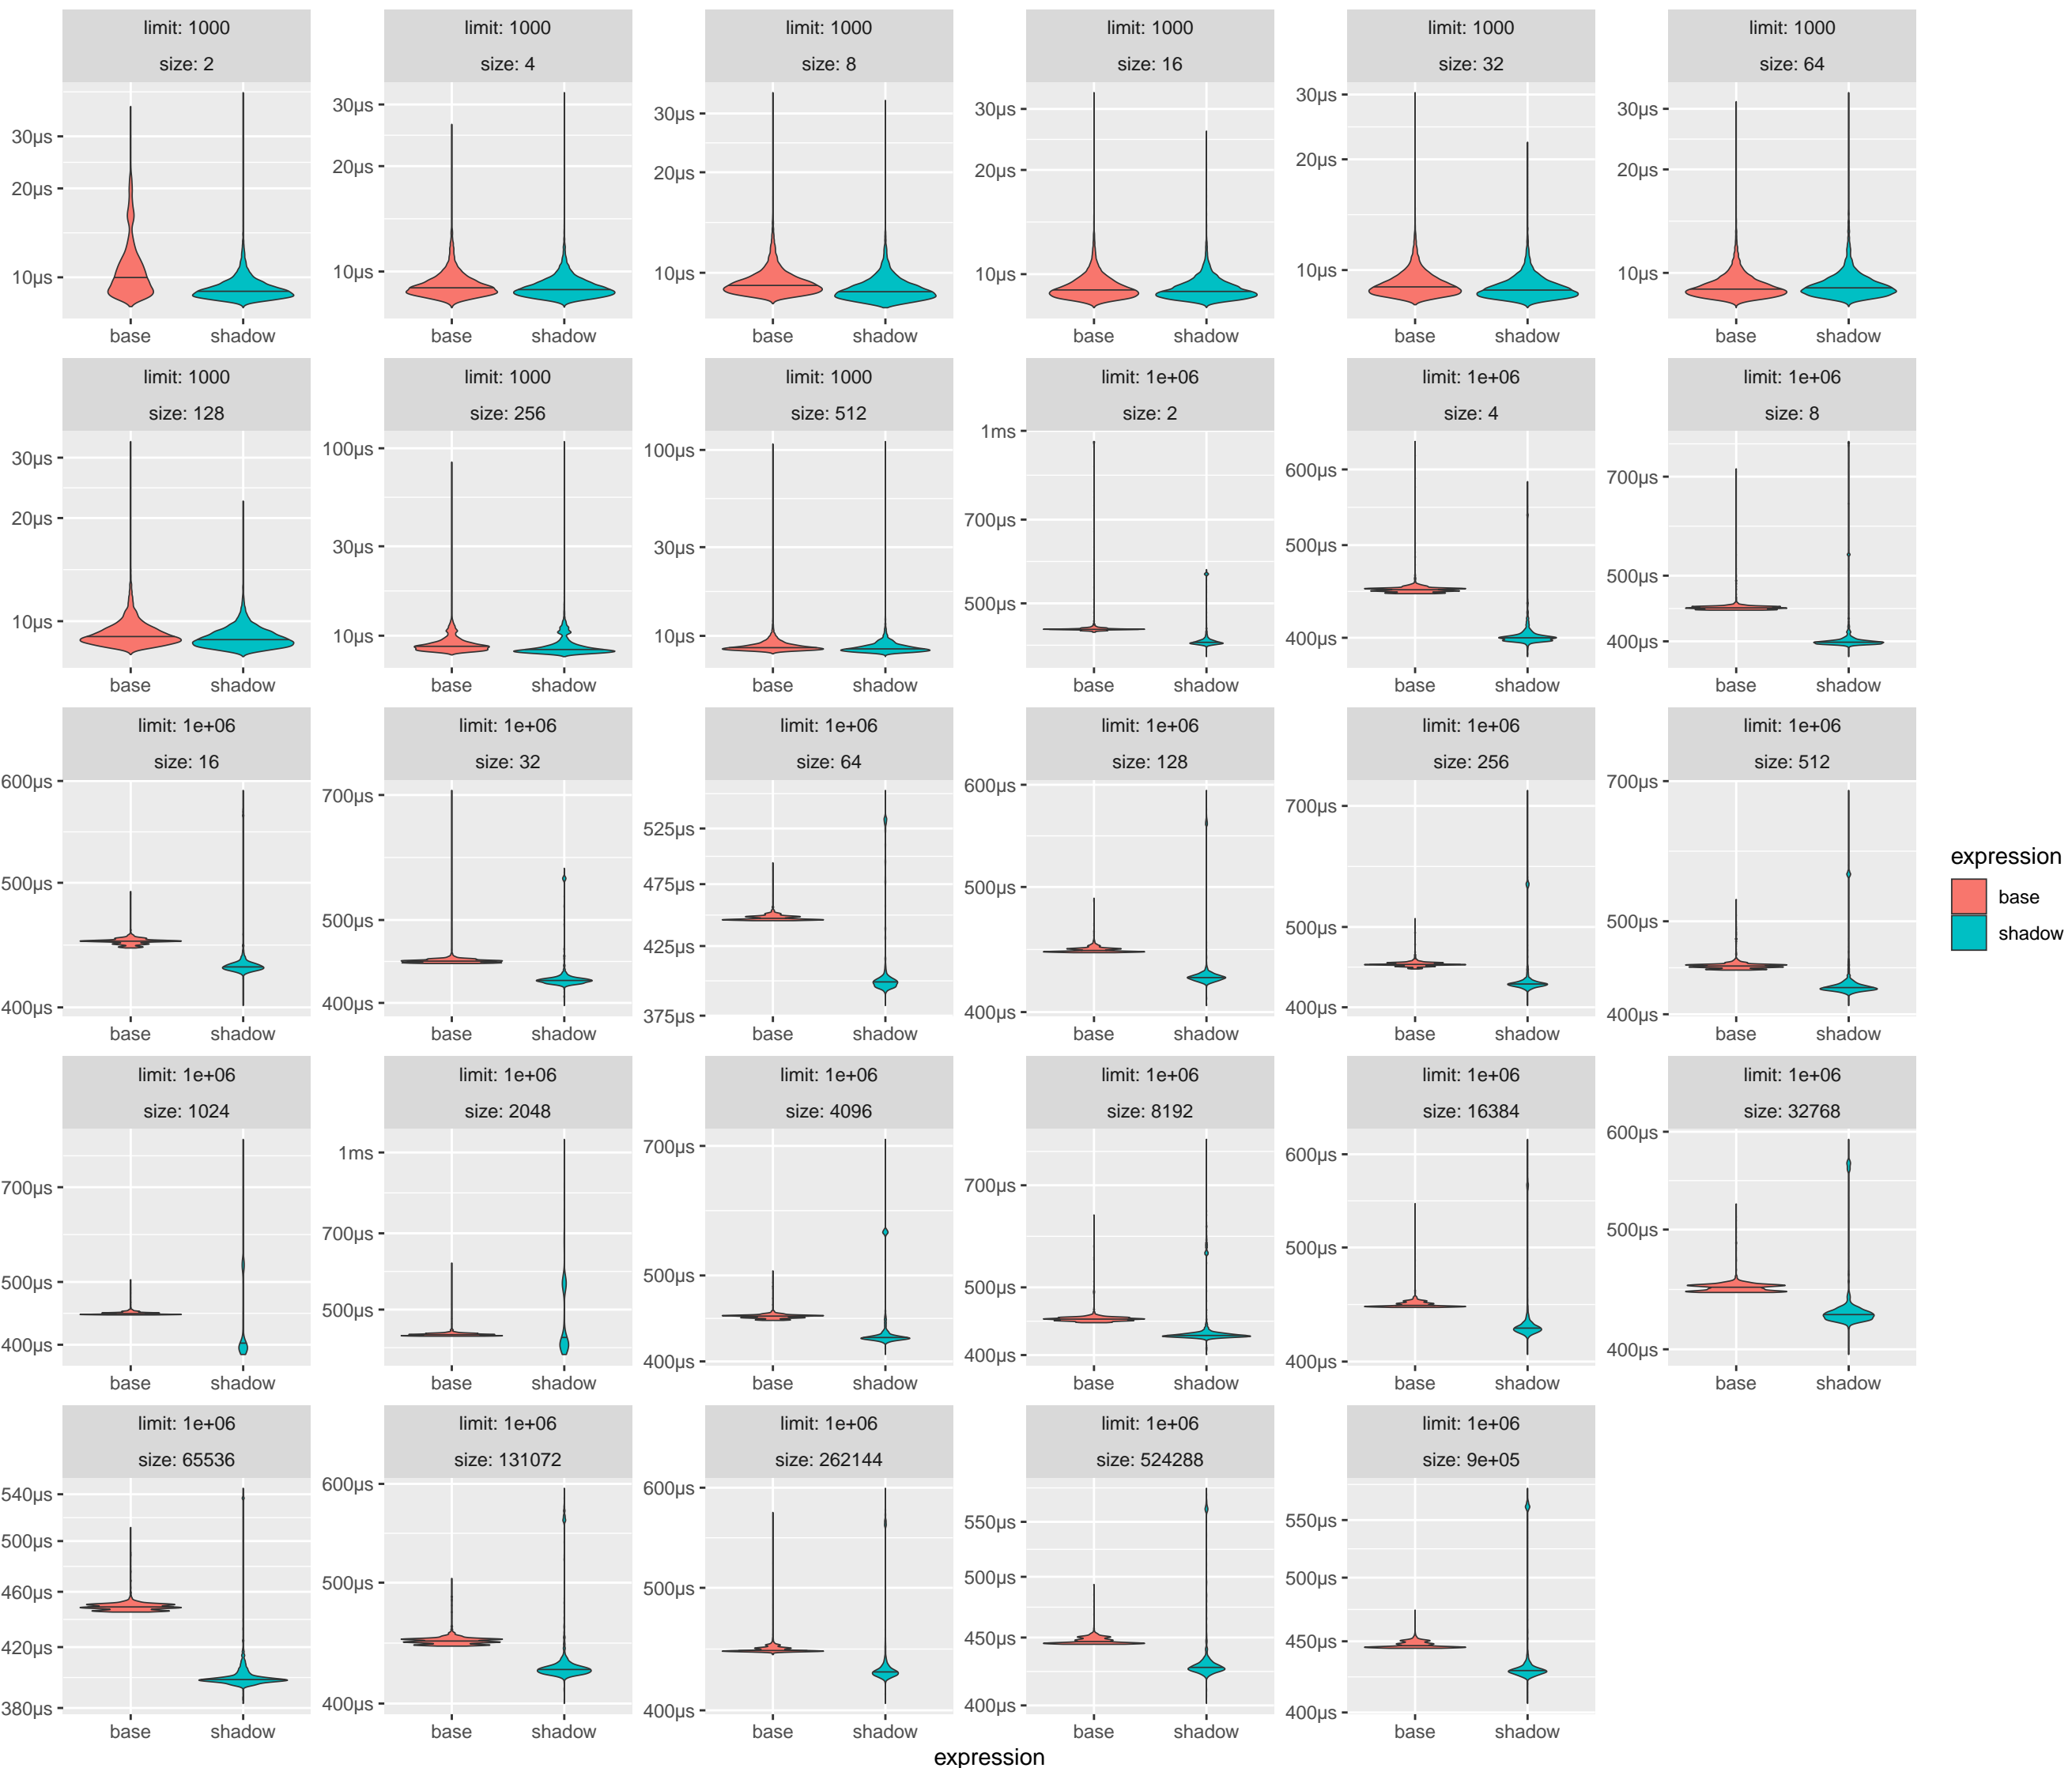 limit: 1000
size: 2
30µs
20µs
10µs
base shadow
limit: 1000
size: 4
30µs
20µs
10µs
base shadow
limit: 1000
size: 8
30µs
20µs
10µs
base shadow
limit: 1000
size: 16
30µs
20µs
10µs
base shadow
limit: 1000
size: 32
30µs
20µs
10µs
base shadow
limit: 1000
size: 64
30µs
20µs
10µs
base shadow
limit: 1000
size: 128
30µs
20µs
10µs
base shadow
limit: 1000
size: 256
100µs
30µs
10µs
base shadow
limit: 1000
size: 512
100µs
30µs
10µs
base shadow
limit: 1e+06
size: 2
1ms
700µs
500µs
base shadow
limit: 1e+06
size: 4
600µs
500µs
400µs
base shadow
limit: 1e+06
size: 8
700µs
500µs
400µs
base shadow
limit: 1e+06
size: 16
600µs
500µs
400µs
base shadow
limit: 1e+06
size: 32
700µs
500µs
400µs
base shadow
limit: 1e+06
size: 64
525µs
475µs
425µs
375µs
base shadow
limit: 1e+06
size: 128
600µs
500µs
400µs
base shadow
limit: 1e+06
size: 256
700µs
500µs
400µs
base shadow
limit: 1e+06
size: 512
700µs
500µs
400µs
base shadow
limit: 1e+06
size: 1024
700µs
500µs
400µs
base shadow
limit: 1e+06
size: 2048
1ms
700µs
500µs
base shadow
limit: 1e+06
size: 4096
700µs
500µs
400µs
base shadow
limit: 1e+06
size: 8192
700µs
500µs
400µs
base shadow
limit: 1e+06
size: 16384
600µs
500µs
400µs
base shadow
limit: 1e+06
size: 32768
600µs
500µs
400µs
base shadow
limit: 1e+06
size: 65536
540µs
500µs
460µs
420µs
380µs
base shadow
limit: 1e+06
size: 131072
600µs
500µs
400µs
base shadow
limit: 1e+06
size: 262144
600µs
500µs
400µs
base shadow
limit: 1e+06
size: 524288
550µs
500µs
450µs
400µs
base shadow
limit: 1e+06
size: 9e+05
550µs
500µs
450µs
400µs
base shadow
expression
expression
base
shadow